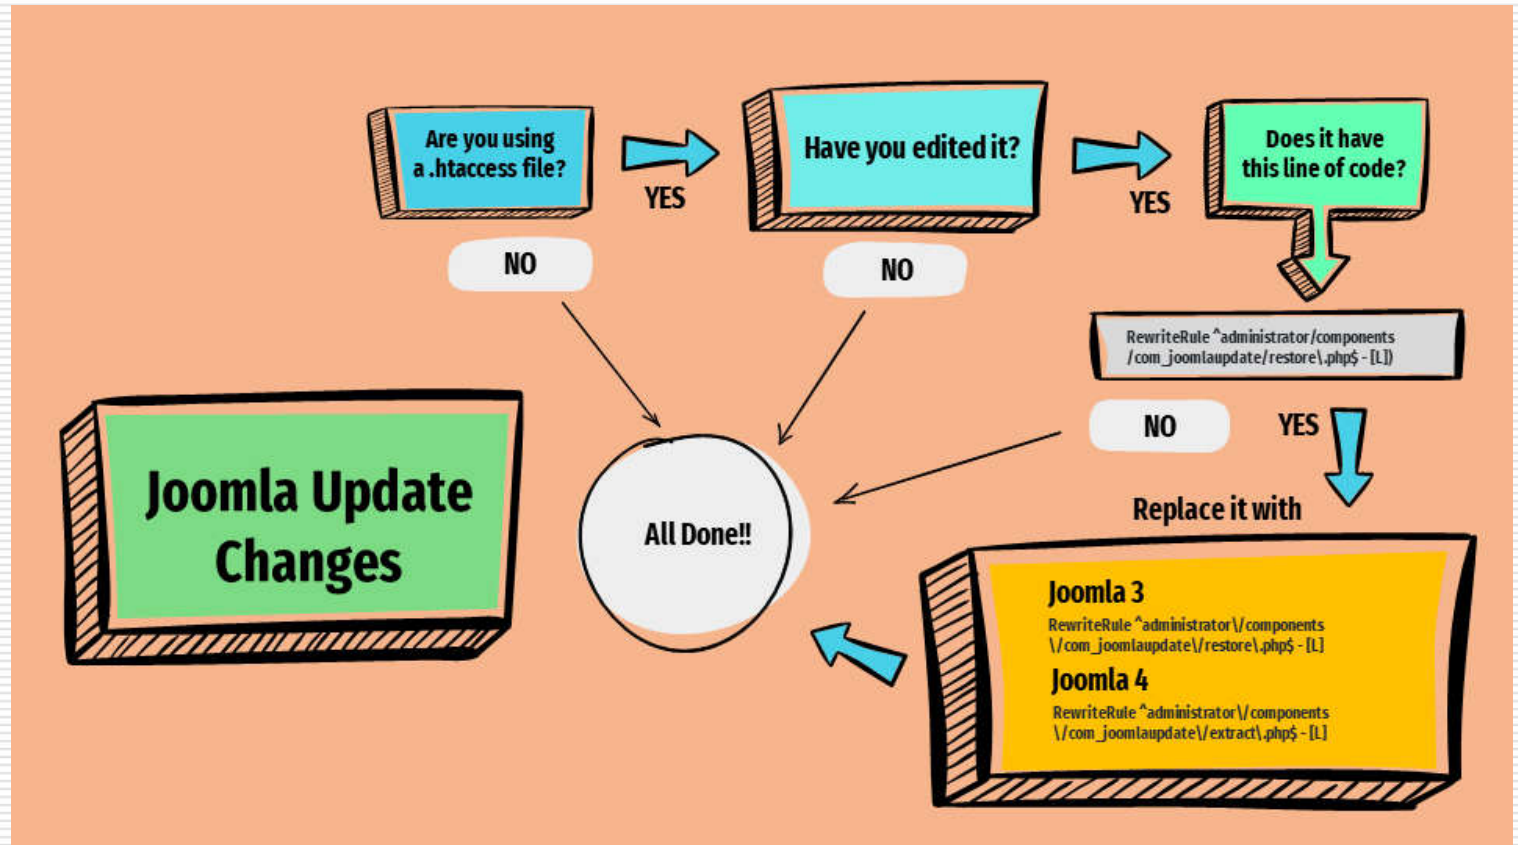 Are you using
a .htaccess file?
YES
NO
Have you edited it?
YES
NO
Does it have
this line of code?
RewriteRule ^administrator/components
/com_joomlaupdate/restore\.php$ - [L])
NO
YES
Replace it with
Joomla 3
RewriteRule ^administrator\/components
\/com_joomlaupdate\/restore\.php$ - [L]
Joomla 4
RewriteRule ^administrator\/components
\/com_joomlaupdate\/extract\.php$ - [L]
All Done!!
Joomla Update
Changes